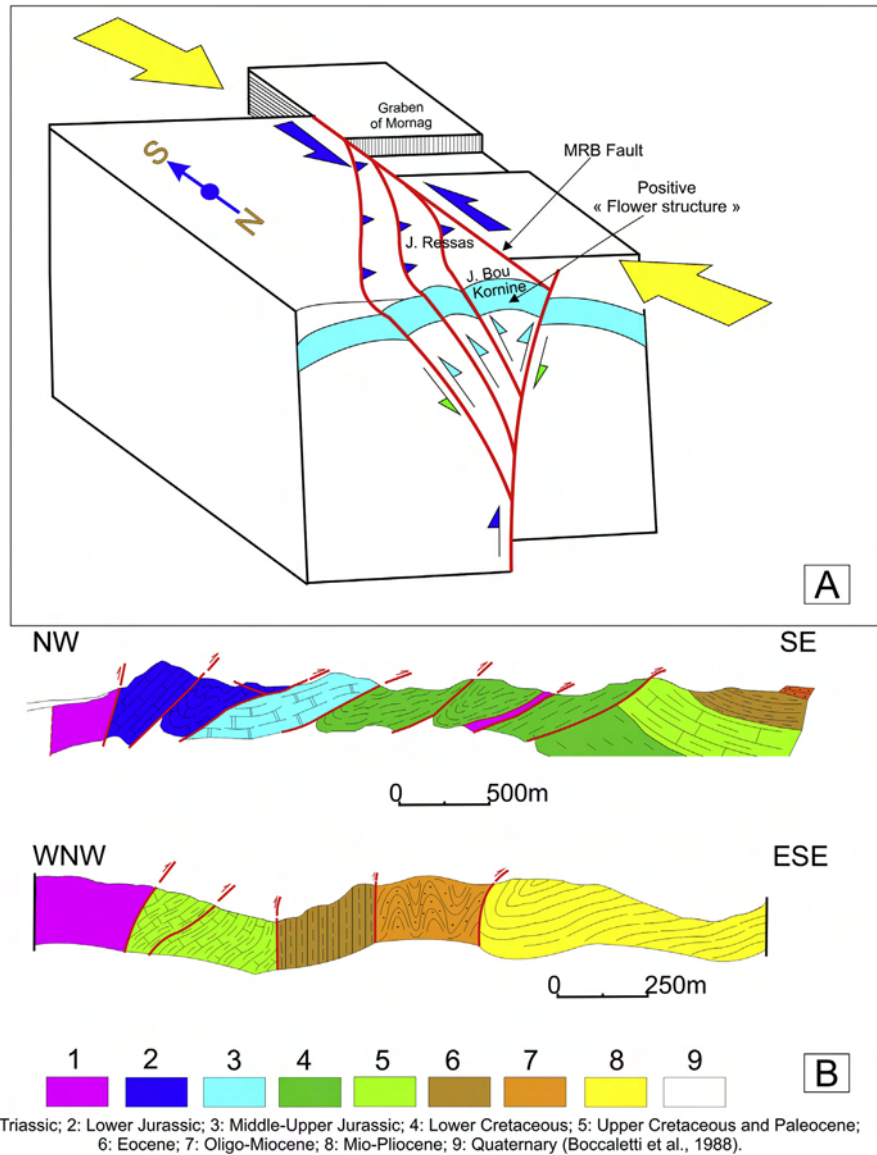 Graben
of Mornag
MRB Fault
S
N
Positive
« Flower structure »
J. Ressas
J. Bou
Kornine
A
NW
SE
0
500m
WNW
ESE
0
250m
1
2
3
4
5
6
7
8
9
B
Triassic; 2: Lower Jurassic; 3: Middle-Upper Jurassic; 4: Lower Cretaceous; 5: Upper Cretaceous and Paleocene;
6: Eocene; 7: Oligo-Miocene; 8: Mio-Pliocene; 9: Quaternary (Boccaletti et al., 1988).